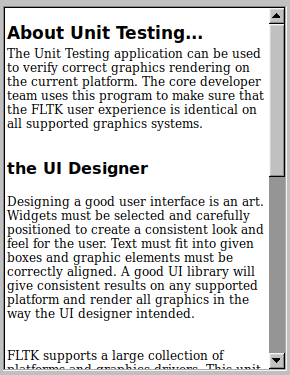 About Unit Testing...
The Unit Testing application can be used
to verify correct graphics rendering on
the current platform. The core developer
team uses this program to make sure that
the FLTK user experience is identical on
all supported graphics systems.
the UI Designer
Designing a good user interface is an art.
Widgets must be selected and carefully
positioned to create a consistent look and
feel for the user. Text must fit into given
boxes and graphic elements must be
correctly aligned. A good UI library will
give consistent results on any supported
platform and render all graphics in the
way the UI designer intended.
FLTK supports a large collection of
platforms and graphics drivers. This unit